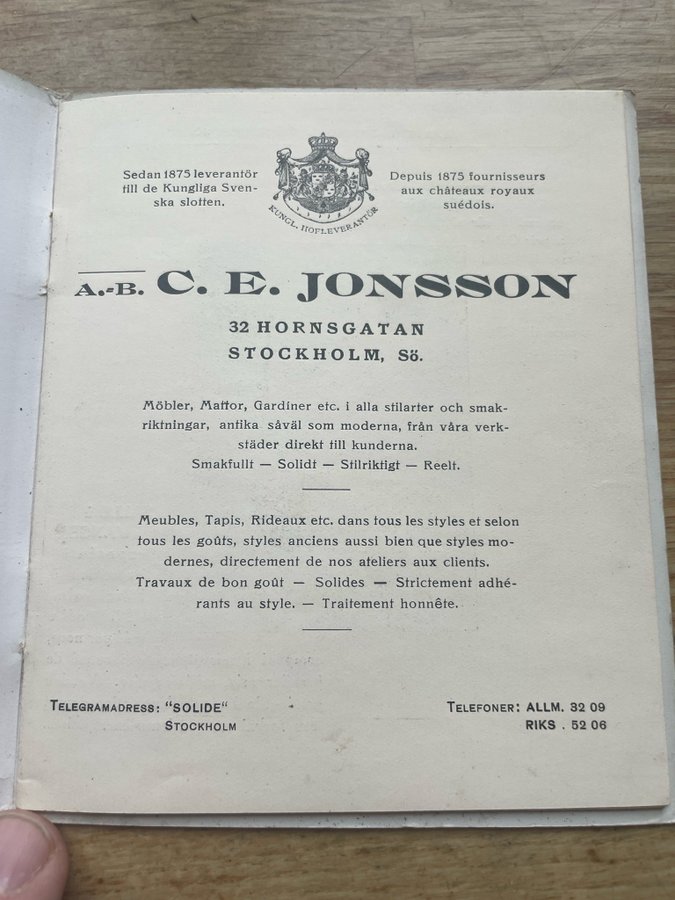 Sedan 1875 leverantör
till de Kungliga Sven-
ska slotten.
KUNGL. HOFLEVERANTÖR
Depuis 1875 fournisseurs
aux châteaux royaux
suédois.
A.-B. C. E. JONSSON
32 HORNSGATAN
STOCKHOLM, Sö.
Möbler, Mattor, Gardiner etc. i alla stilarter och smak-
riktningar, antika såväl som moderna, från våra verk-
städer direkt till kunderna.
Smakfullt — Solidt — Stilriktigt — Reelt.
Meubles, Tapis, Rideaux etc. dans tous les styles et selon
tous les goûts, styles anciens aussi bien que styles mo-
dernes, directement de nos ateliers aux clients.
Travaux de bon goût — Solides — Strictement adhé-
rants au style. — Traitement honnête.
TELEGRAMADRESS: "SOLIDE"
STOCKHOLM
TELEFONER: ALLM. 32 09
RIKS . 52 06